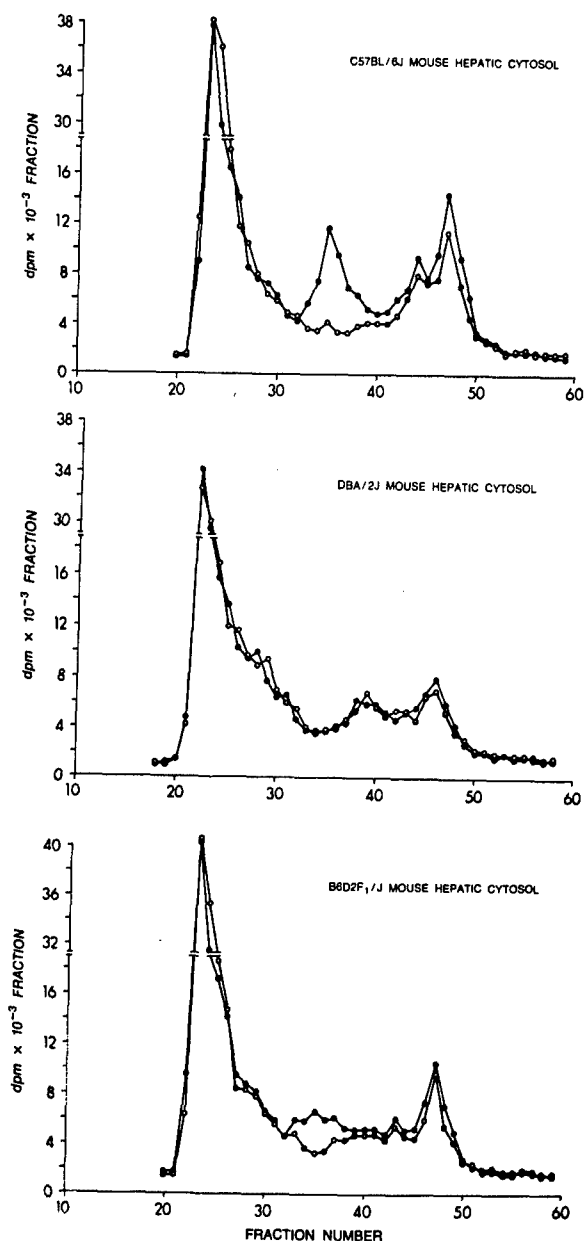 C57BL/6J MOUSE HEPATIC CYTOSOL
dpm × 10⁻³ FRACTION
38
34
38
16
12
8
4
0
10 20 30 40 50 60
DBA/2J MOUSE HEPATIC CYTOSOL
dpm × 10⁻³ FRACTION
38
34
32
16
12
8
4
0
10 20 30 40 50 60
B6D2F₁/J MOUSE HEPATIC CYTOSOL
dpm × 10⁻³ FRACTION
40
36
32
16
12
8
4
0
10 20 30 40 50 60
FRACTION NUMBER